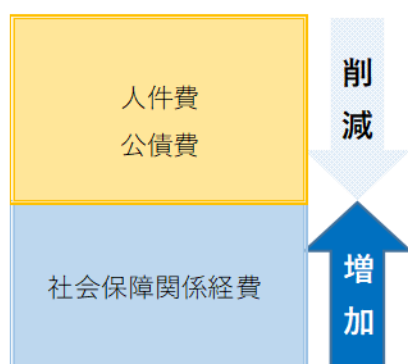 人件費
公債費
削減
社会保障関係経費
増加